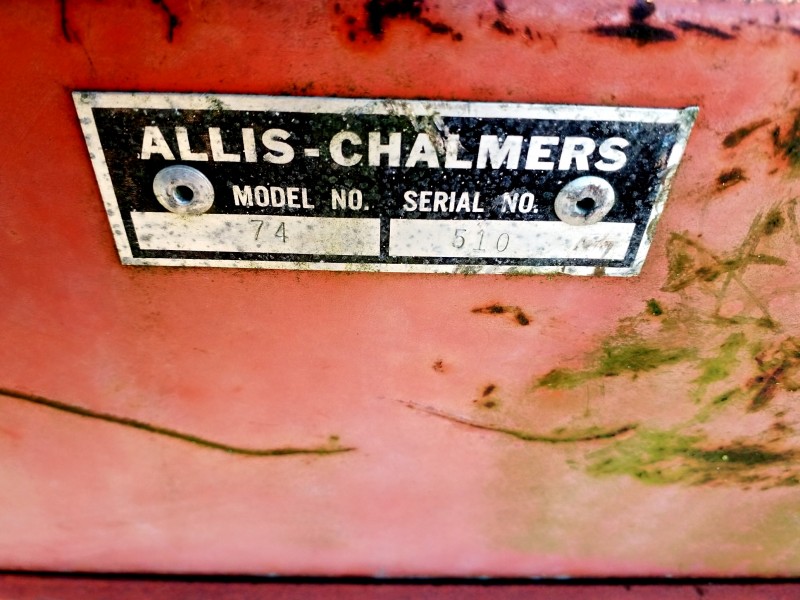 ALLIS-CHALMERS
MODEL NO. SERIAL NO.
74 510